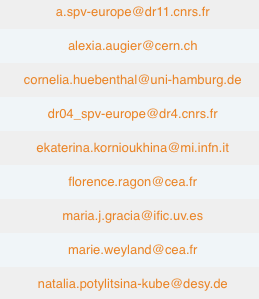 a.spv-europe@dr11.cnrs.fr
alexia.augier@cern.ch
cornelia.huebenthal@uni-hamburg.de
dr04_spv-europe@dr4.cnrs.fr
ekaterina.kornioukhina@mi.infn.it
florence.ragon@cea.fr
maria.j.gracia@ific.uv.es
marie.weyland@cea.fr
natalia.potylitsina-kube@desy.de